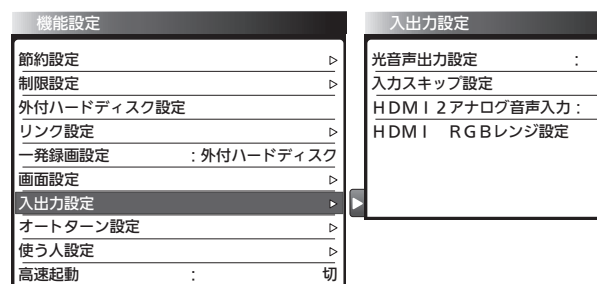 機能設定
節約設定 ▷
制限設定 ▷
外付ハードディスク設定
リンク設定 ▷
一発録画設定 :外付ハードディスク
画面設定 ▷
入出力設定 ▷
オートターン設定 ▷
使う人設定 ▷
高速起動 : 切
入出力設定
光音声出力設定 :
入力スキップ設定
HDMI2アナログ音声入力:
HDMI RGBレンジ設定